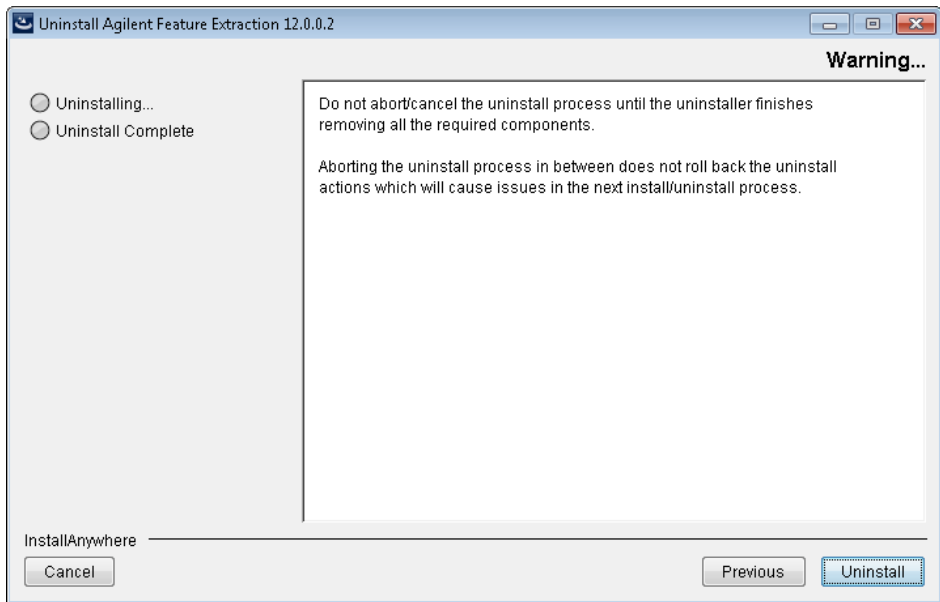 Uninstall Agilent Feature Extraction 12.0.0.2
Warning...
Uninstalling...
Uninstall Complete
Do not abort/cancel the uninstall process until the uninstaller finishes
removing all the required components.
Aborting the uninstall process in between does not roll back the uninstall
actions which will cause issues in the next install/uninstall process.
InstallAnywhere
Cancel
Previous
Uninstall